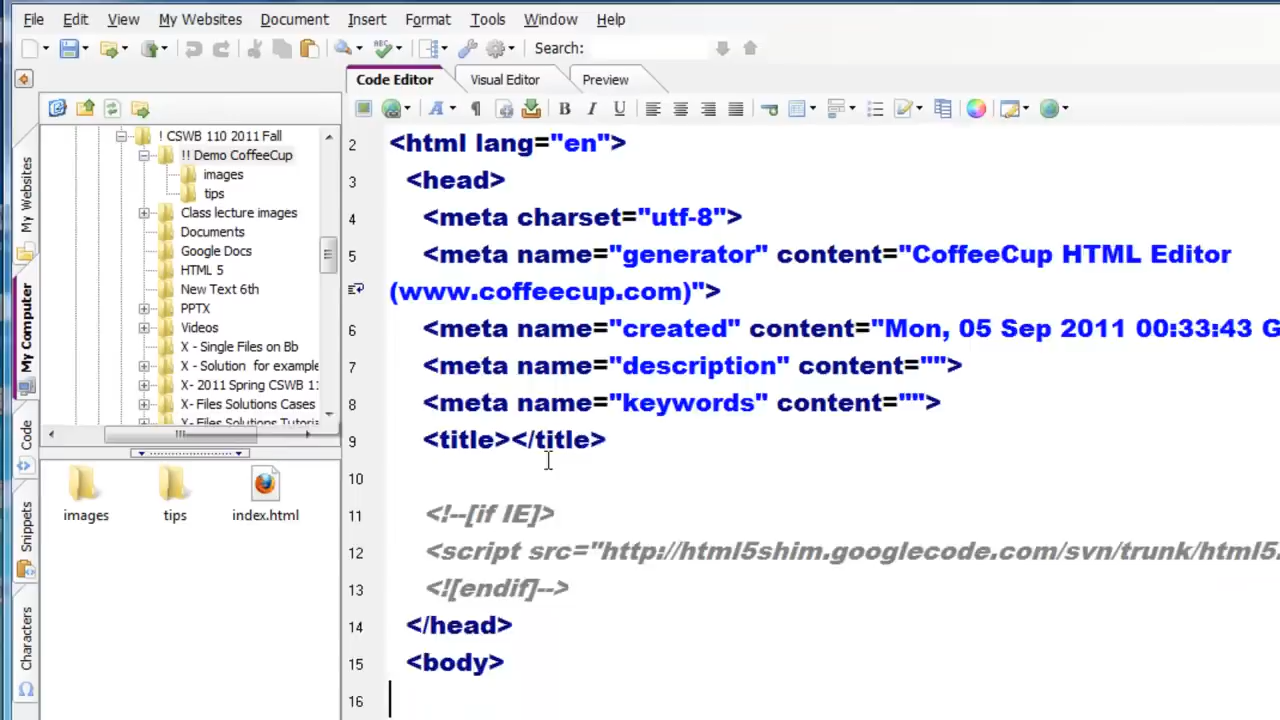 File Edit View My Websites Document Insert Format Tools Window Help
Search:
Code Editor Visual Editor Preview
My Websites
My Computer
Code
Snippets
Characters
! CSWB 110 2011 Fall
!! Demo CoffeeCup
images
tips
Class lecture images
Documents
Google Docs
HTML 5
New Text 6th
PPTX
Videos
X - Single Files on Bb
X - Solution for example
X- 2011 Spring CSWB 11
X- Files Solutions Cases
X- Files Solutions Tutoria
images tips index.html
2 <html lang="en">
3 <head>
4 <meta charset="utf-8">
5 <meta name="generator" content="CoffeeCup HTML Editor
(www.coffeecup.com)">
6 <meta name="created" content="Mon, 05 Sep 2011 00:33:43 G
7 <meta name="description" content="">
8 <meta name="keywords" content="">
9 <title></title>
10
11 <!--[if IE]>
12 <script src="http://html5shim.googlecode.com/svn/trunk/html5.
13 <![endif]-->
14 </head>
15 <body>
16